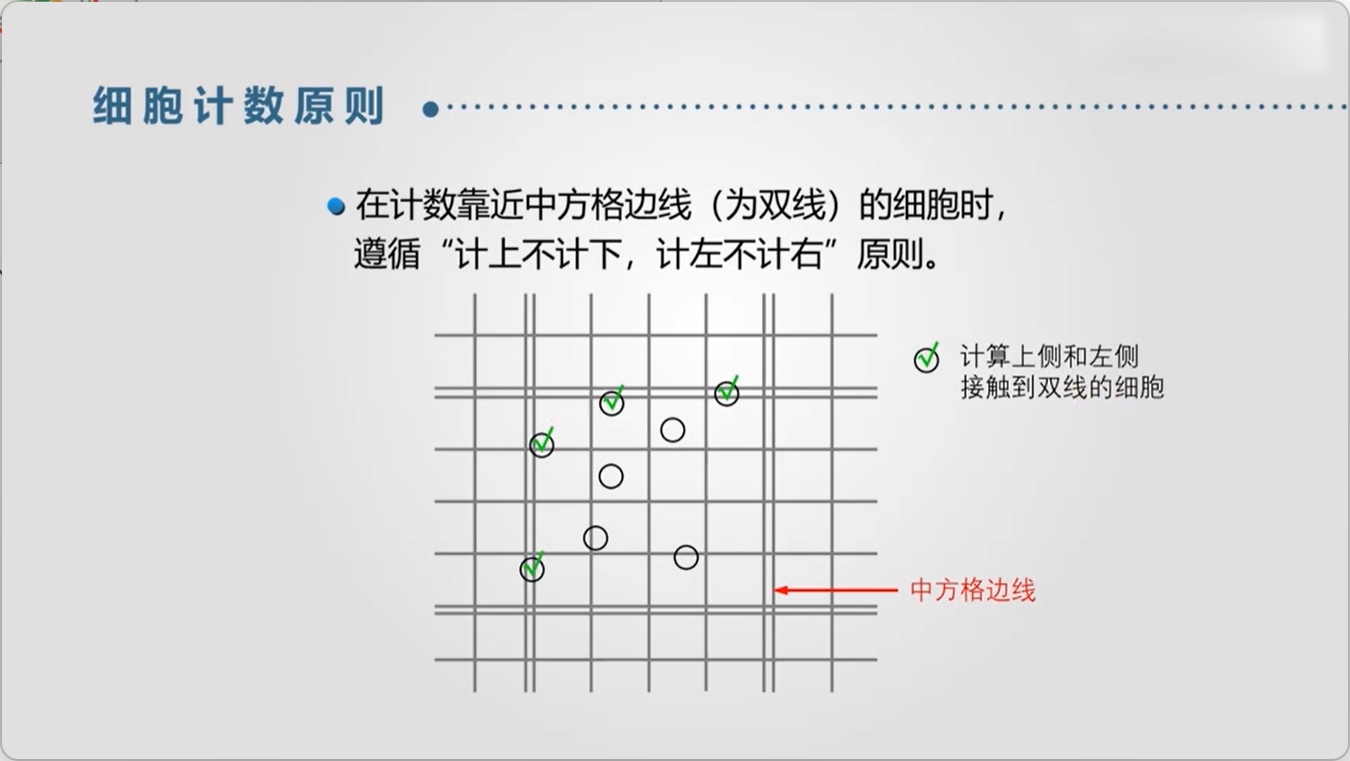 细胞计数原则
在计数靠近中方格边线（为双线）的细胞时，
遵循“计上不计下，计左不计右”原则。
计算上侧和左侧
接触到双线的细胞
中方格边线